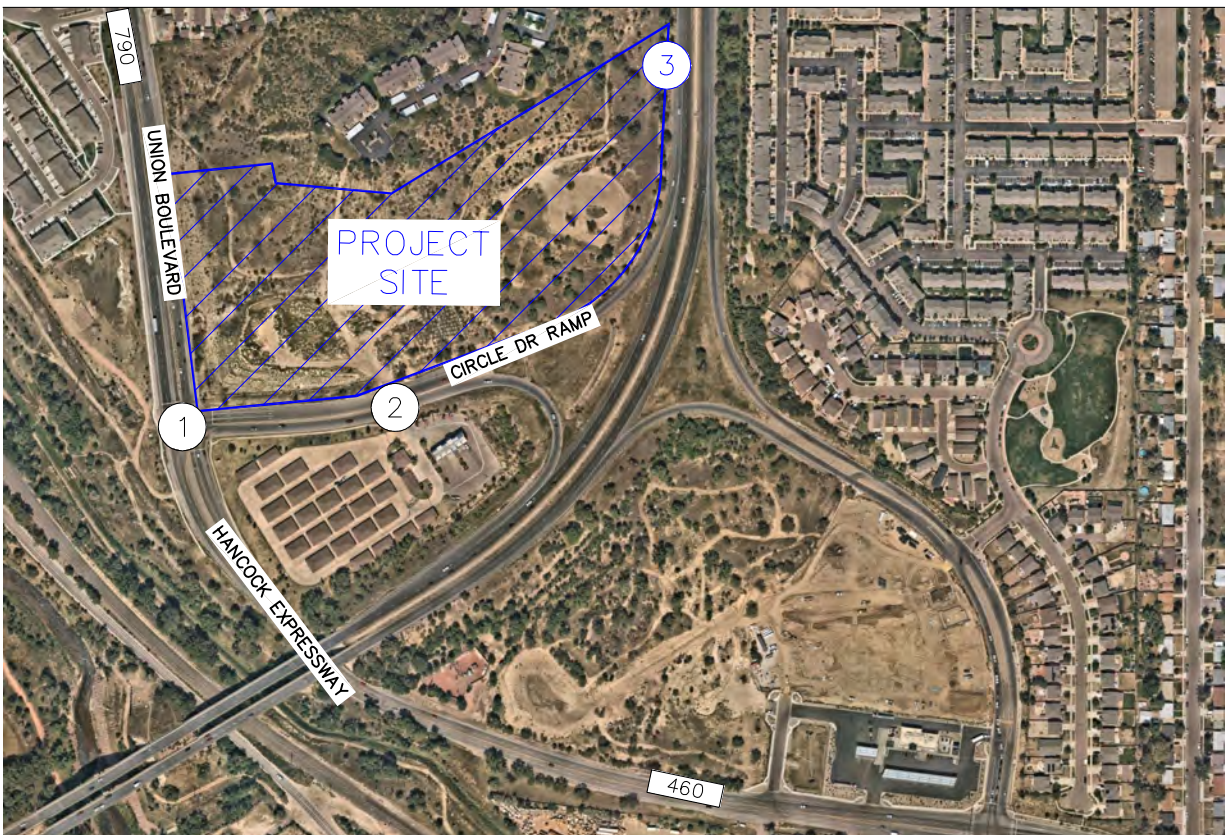 790
3
UNION BOULEVARD
PROJECT
SITE
CIRCLE DR RAMP
2
1
HANCOCK EXPRESSWAY
460